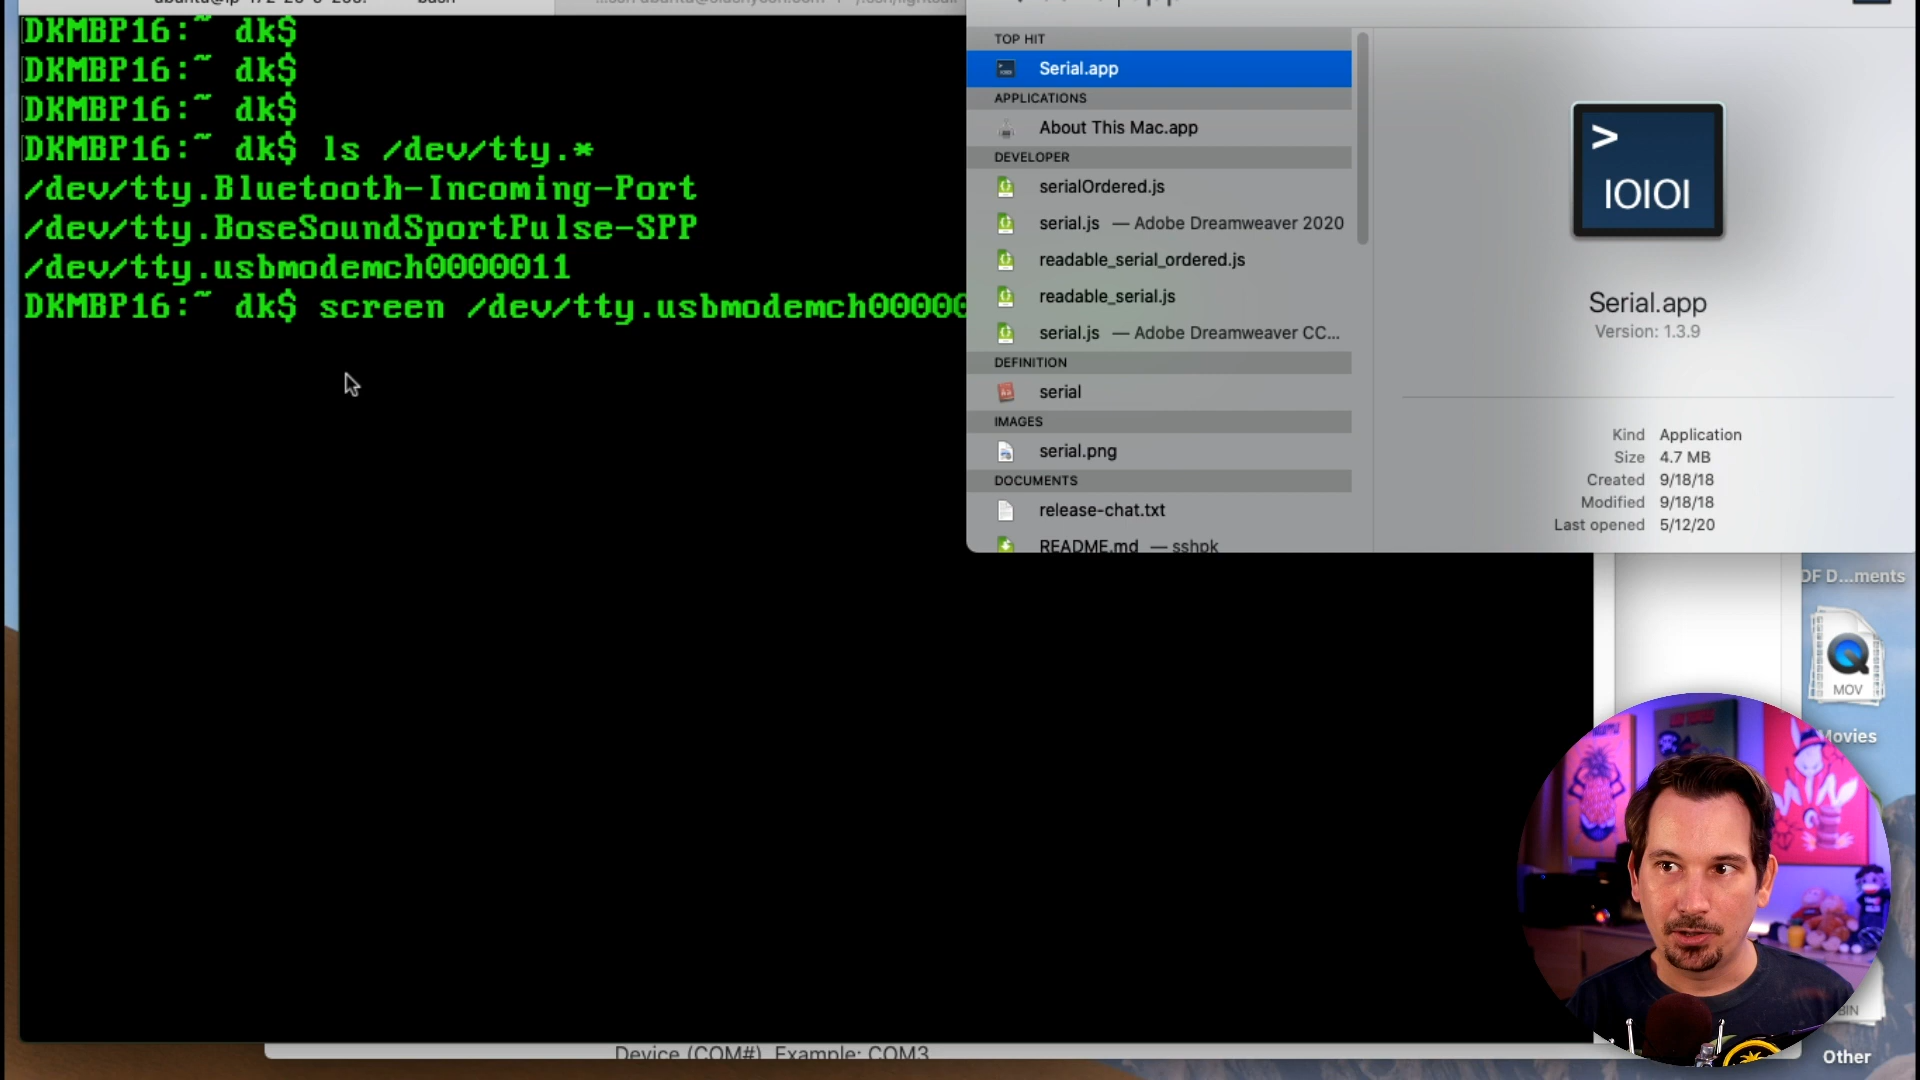 DKMBP16:~ dk$
DKMBP16:~ dk$
DKMBP16:~ dk$
DKMBP16:~ dk$ ls /dev/tty.*
/dev/tty.Bluetooth-Incoming-Port
/dev/tty.BoseSoundSportPulse-SPP
/dev/tty.usbmodemch0000011
DKMBP16:~ dk$ screen /dev/tty.usbmodemch00000
TOP HIT
Serial.app
APPLICATIONS
About This Mac.app
DEVELOPER
serialOrdered.js
serial.js — Adobe Dreamweaver 2020
readable_serial_ordered.js
readable_serial.js
serial.js — Adobe Dreamweaver CC...
DEFINITION
serial
IMAGES
serial.png
DOCUMENTS
release-chat.txt
README.md — sshpk
>
IOIOI
Serial.app
Version: 1.3.9
Kind Application
Size 4.7 MB
Created 9/18/18
Modified 9/18/18
Last opened 5/12/20
DF D...ments
MOV
Movies
BIN
Other
Device (COM#) Example: COM3